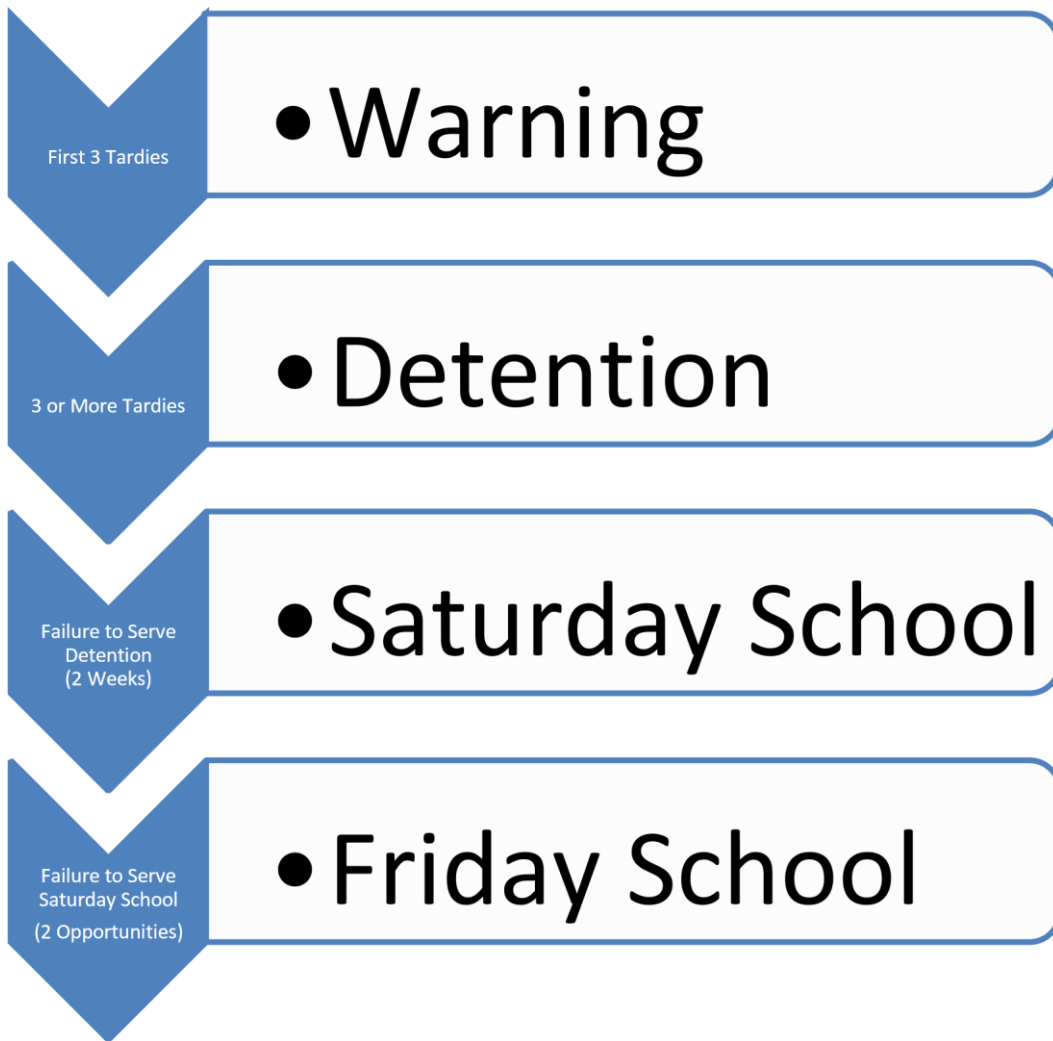 First 3 Tardies
• Warning
3 or More Tardies
• Detention
Failure to Serve
Detention
(2 Weeks)
• Saturday School
Failure to Serve
Saturday School
(2 Opportunities)
• Friday School